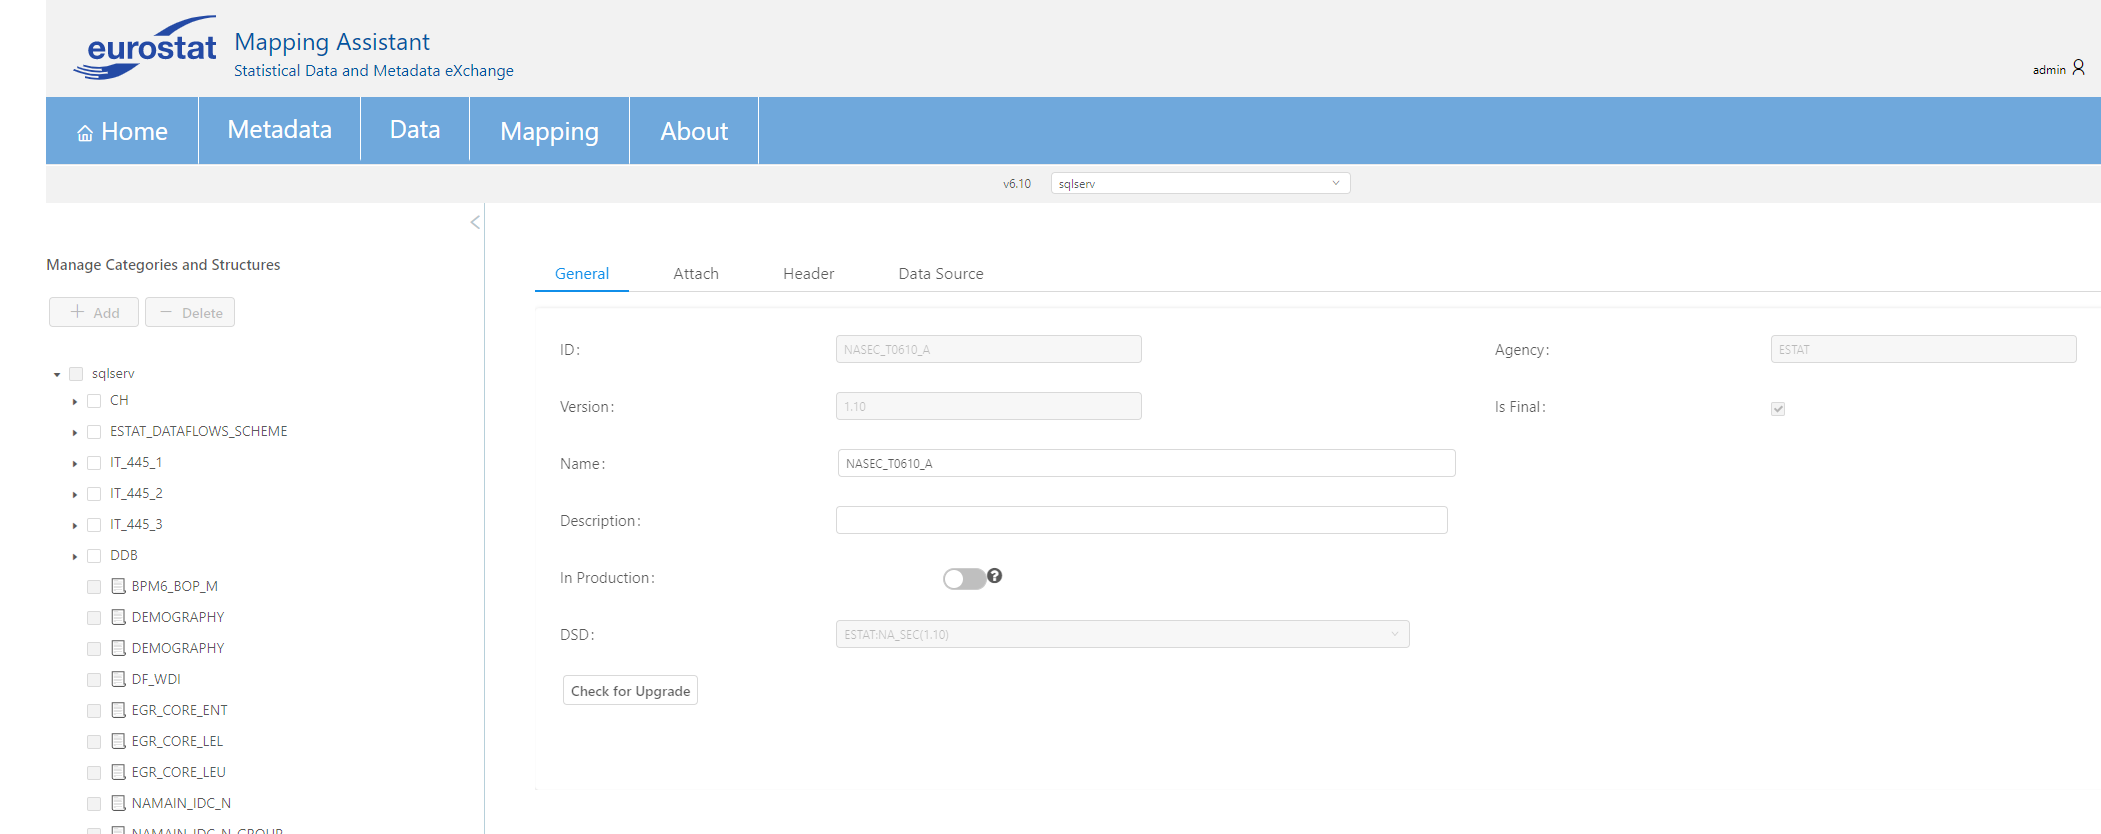 eurostat
Mapping Assistant
Statistical Data and Metadata eXchange
admin
Home
Metadata
Data
Mapping
About
v6.10
sqlserv
Manage Categories and Structures
+ Add
− Delete
sqlserv
CH
ESTAT_DATAFLOWS_SCHEME
IT_445_1
IT_445_2
IT_445_3
DDB
BPM6_BOP_M
DEMOGRAPHY
DEMOGRAPHY
DF_WDI
EGR_CORE_ENT
EGR_CORE_LEL
EGR_CORE_LEU
NAMAIN_IDC_N
NAMAIN_IDC_N_GROUP
General
Attach
Header
Data Source
ID:
NASEC_T0610_A
Agency:
ESTAT
Version:
1.10
Is Final:
Name:
NASEC_T0610_A
Description:
In Production:
?
DSD:
ESTAT:NA_SEC(1.10)
Check for Upgrade